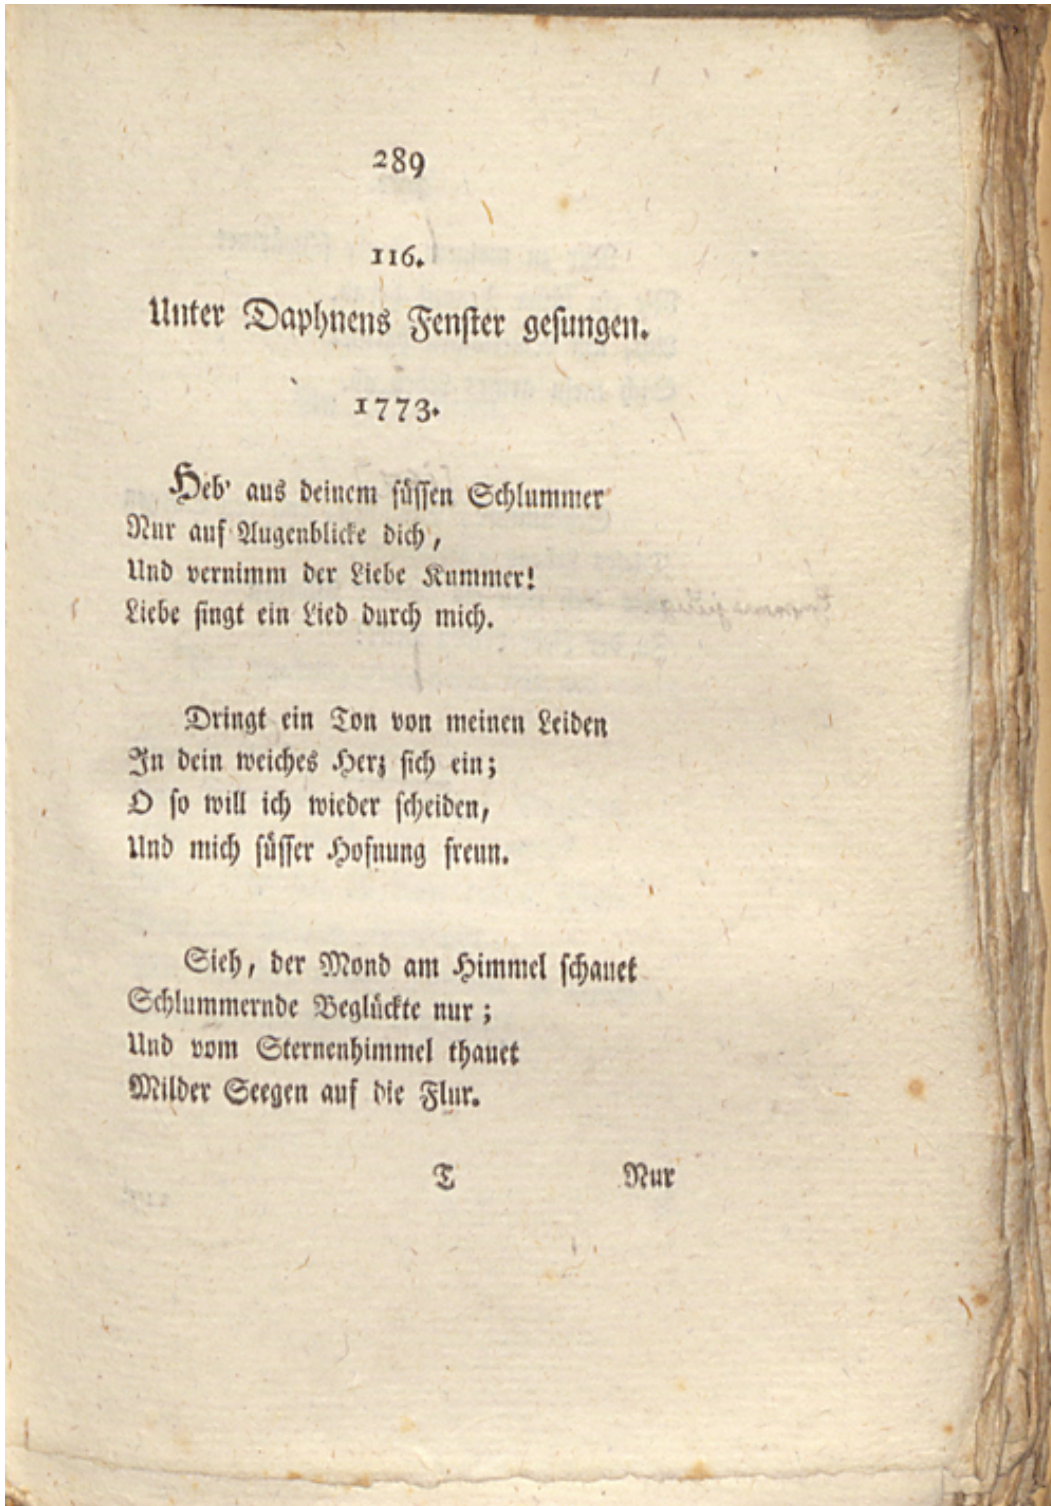 289
116.
Unter Daphnens Fenster gesungen.
1773.
Heb' aus deinem süssen Schlummer
Nur auf Augenblicke dich,
Und vernimm der Liebe Kummer!
Liebe singt ein Lied durch mich.
Dringt ein Ton von meinen Leiden
In dein weiches Herz sich ein;
O so will ich wieder scheiden,
Und mich süsser Hofnung freun.
Sieh, der Mond am Himmel schauet
Schlummernde Beglückte nur;
Und vom Sternenhimmel thauet
Milder Seegen auf die Flur.
T Nur